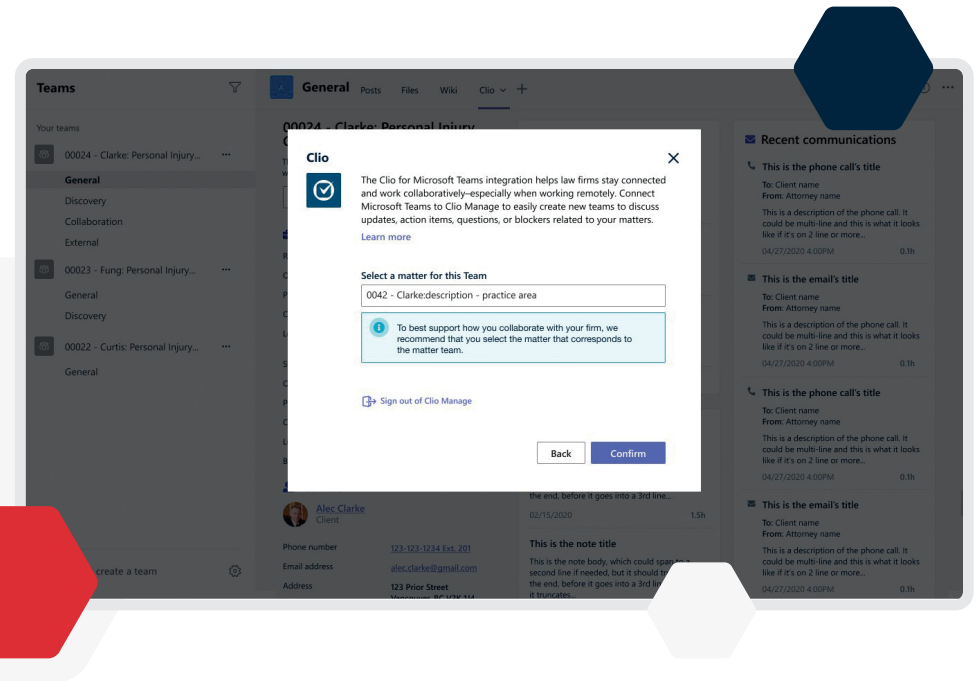 Teams
Your teams
00024 - Clarke: Personal Injury...
General
Discovery
Collaboration
External
00023 - Fung: Personal Injury...
General
Discovery
00022 - Curtis: Personal Injury...
General
create a team
General Posts Files Wiki Clio
00024 - Clarke: Personal Injury
Clio
The Clio for Microsoft Teams integration helps law firms stay connected
and work collaboratively–especially when working remotely. Connect
Microsoft Teams to Clio Manage to easily create new teams to discuss
updates, action items, questions, or blockers related to your matters.
Learn more
Select a matter for this Team
0042 - Clarke:description - practice area
To best support how you collaborate with your firm, we
recommend that you select the matter that corresponds to
the matter team.
Sign out of Clio Manage
Back Confirm
Alec Clarke
Client
Phone number 123-123-1234 Ext. 201
Email address alec.clarke@gmail.com
Address 123 Prior Street
Vancouver, BC V2K 1J4
the end, before it goes into a 3rd line...
02/15/2020 1.5h
This is the note title
This is the note body, which could span to a
second line if needed, but it should
the end, before it goes into a 3rd
it truncates...
Recent communications
This is the phone call's title
To: Client name
From: Attorney name
This is a description of the phone call. It
could be multi-line and this is what it looks
like if it's on 2 line or more...
04/27/2020 4:00PM 0.1h
This is the email's title
To: Client name
From: Attorney name
This is a description of the phone call. It
could be multi-line and this is what it looks
like if it's on 2 line or more...
04/27/2020 4:00PM 0.1h
This is the phone call's title
To: Client name
From: Attorney name
This is a description of the phone call. It
could be multi-line and this is what it looks
like if it's on 2 line or more...
04/27/2020 4:00PM 0.1h
This is the email's title
To: Client name
From: Attorney name
This is a description of the phone call. It
could be multi-line and this is what it looks
like if it's on 2 line or more...
04/27/2020 4:00PM 0.1h